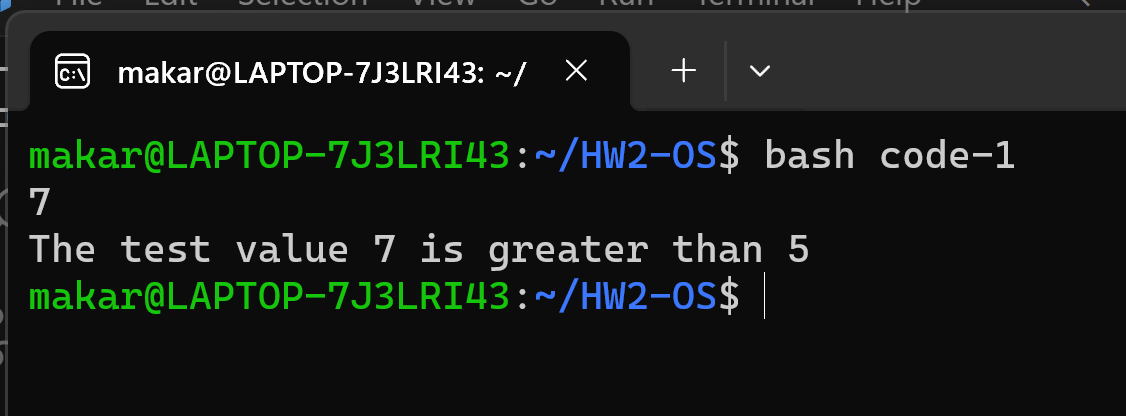 File Edit Selection View Go Run Terminal Help
makar@LAPTOP-7J3LRI43: ~/
makar@LAPTOP-7J3LRI43:~/HW2-OS$ bash code-1
7
The test value 7 is greater than 5
makar@LAPTOP-7J3LRI43:~/HW2-OS$